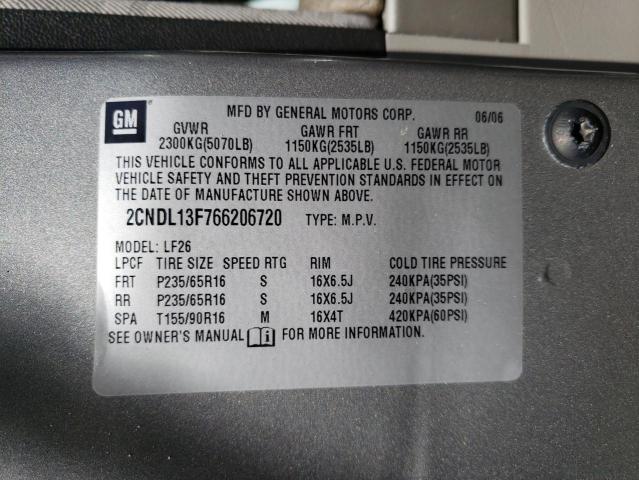 GM
MFD BY GENERAL MOTORS CORP. 06/06
GVWR GAWR FRT GAWR RR
2300KG(5070LB) 1150KG(2535LB) 1150KG(2535LB)
THIS VEHICLE CONFORMS TO ALL APPLICABLE U.S. FEDERAL MOTOR
VEHICLE SAFETY AND THEFT PREVENTION STANDARDS IN EFFECT ON
THE DATE OF MANUFACTURE SHOWN ABOVE.
2CNDL13F766206720 TYPE: M.P.V.
MODEL: LF26
LPCF TIRE SIZE SPEED RTG RIM COLD TIRE PRESSURE
FRT P235/65R16 S 16X6.5J 240KPA(35PSI)
RR P235/65R16 S 16X6.5J 240KPA(35PSI)
SPA T155/90R16 M 16X4T 420KPA(60PSI)
SEE OWNER'S MANUAL i FOR MORE INFORMATION.